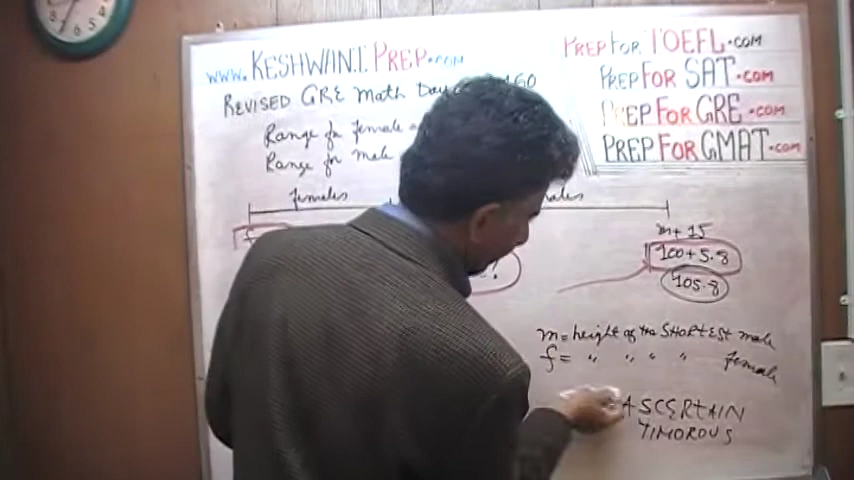 www.KESHWANI PREP.com
REVISED GRE Math
Range for female
Range for male
females
m+15
100+5.8
105.8
?
m = height of the SHORTEST male
f = " " " " female
ASCERTAIN
TIMOROUS
PREP FOR TOEFL.com
PREP FOR SAT.com
PREP FOR GRE.com
PREP FOR GMAT.com